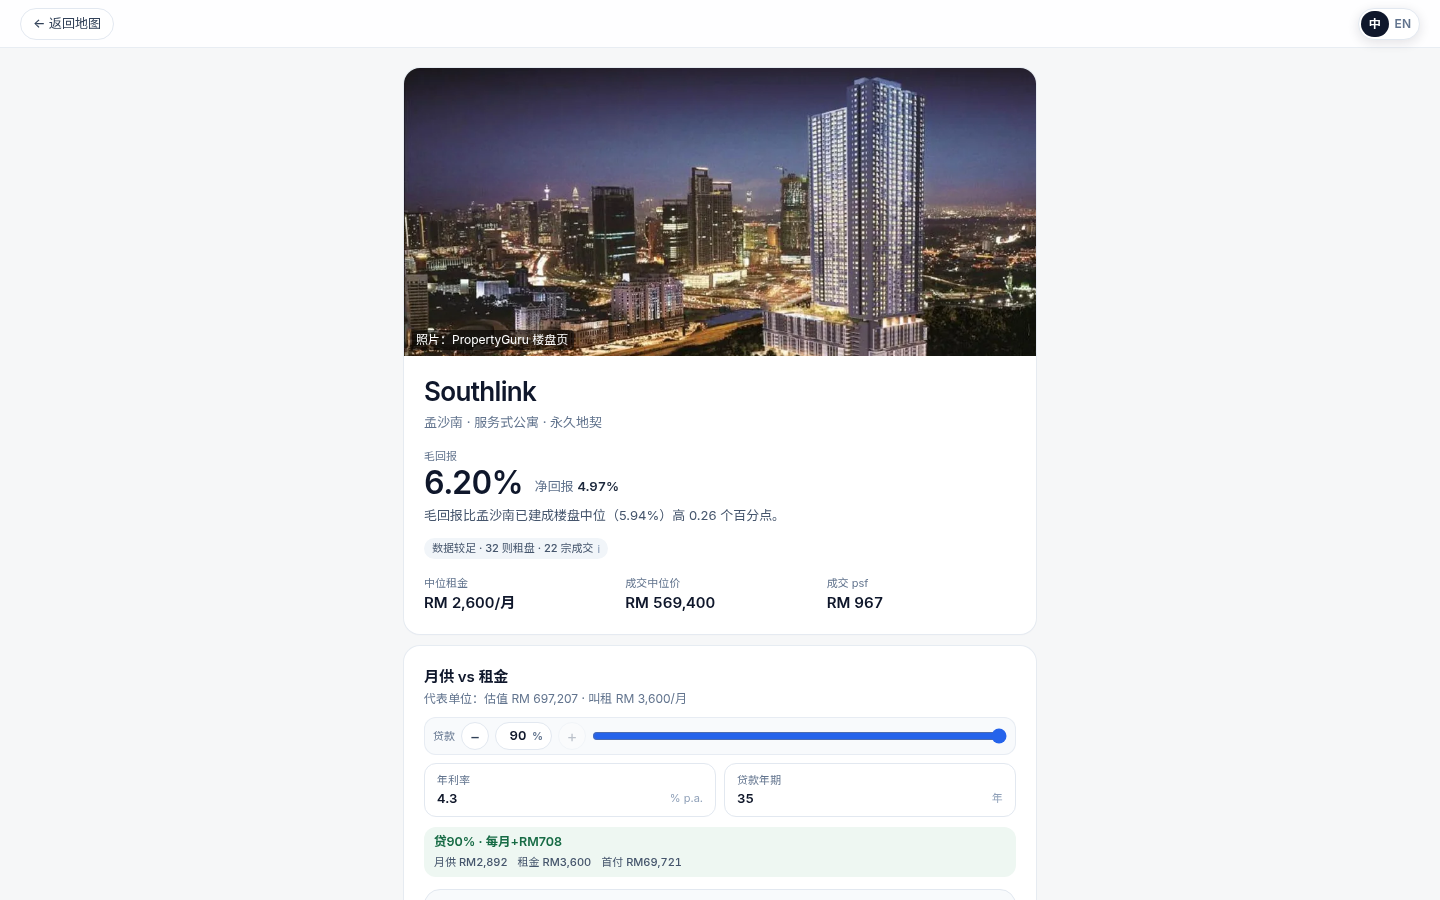 ← 返回地图
中 EN
照片：PropertyGuru 楼盘页
Southlink
孟沙南 · 服务式公寓 · 永久地契
毛回报
6.20% 净回报 4.97%
毛回报比孟沙南已建成楼盘中位（5.94%）高 0.26 个百分点。
数据较足 · 32 则租盘 · 22 宗成交 i
中位租金 成交中位价 成交 psf
RM 2,600/月 RM 569,400 RM 967
月供 vs 租金
代表单位：估值 RM 697,207 · 叫租 RM 3,600/月
贷款 − 90 % +
年利率 贷款年期
4.3 % p.a. 35 年
贷90% · 每月+RM708
月供 RM2,892 租金 RM3,600 首付 RM69,721